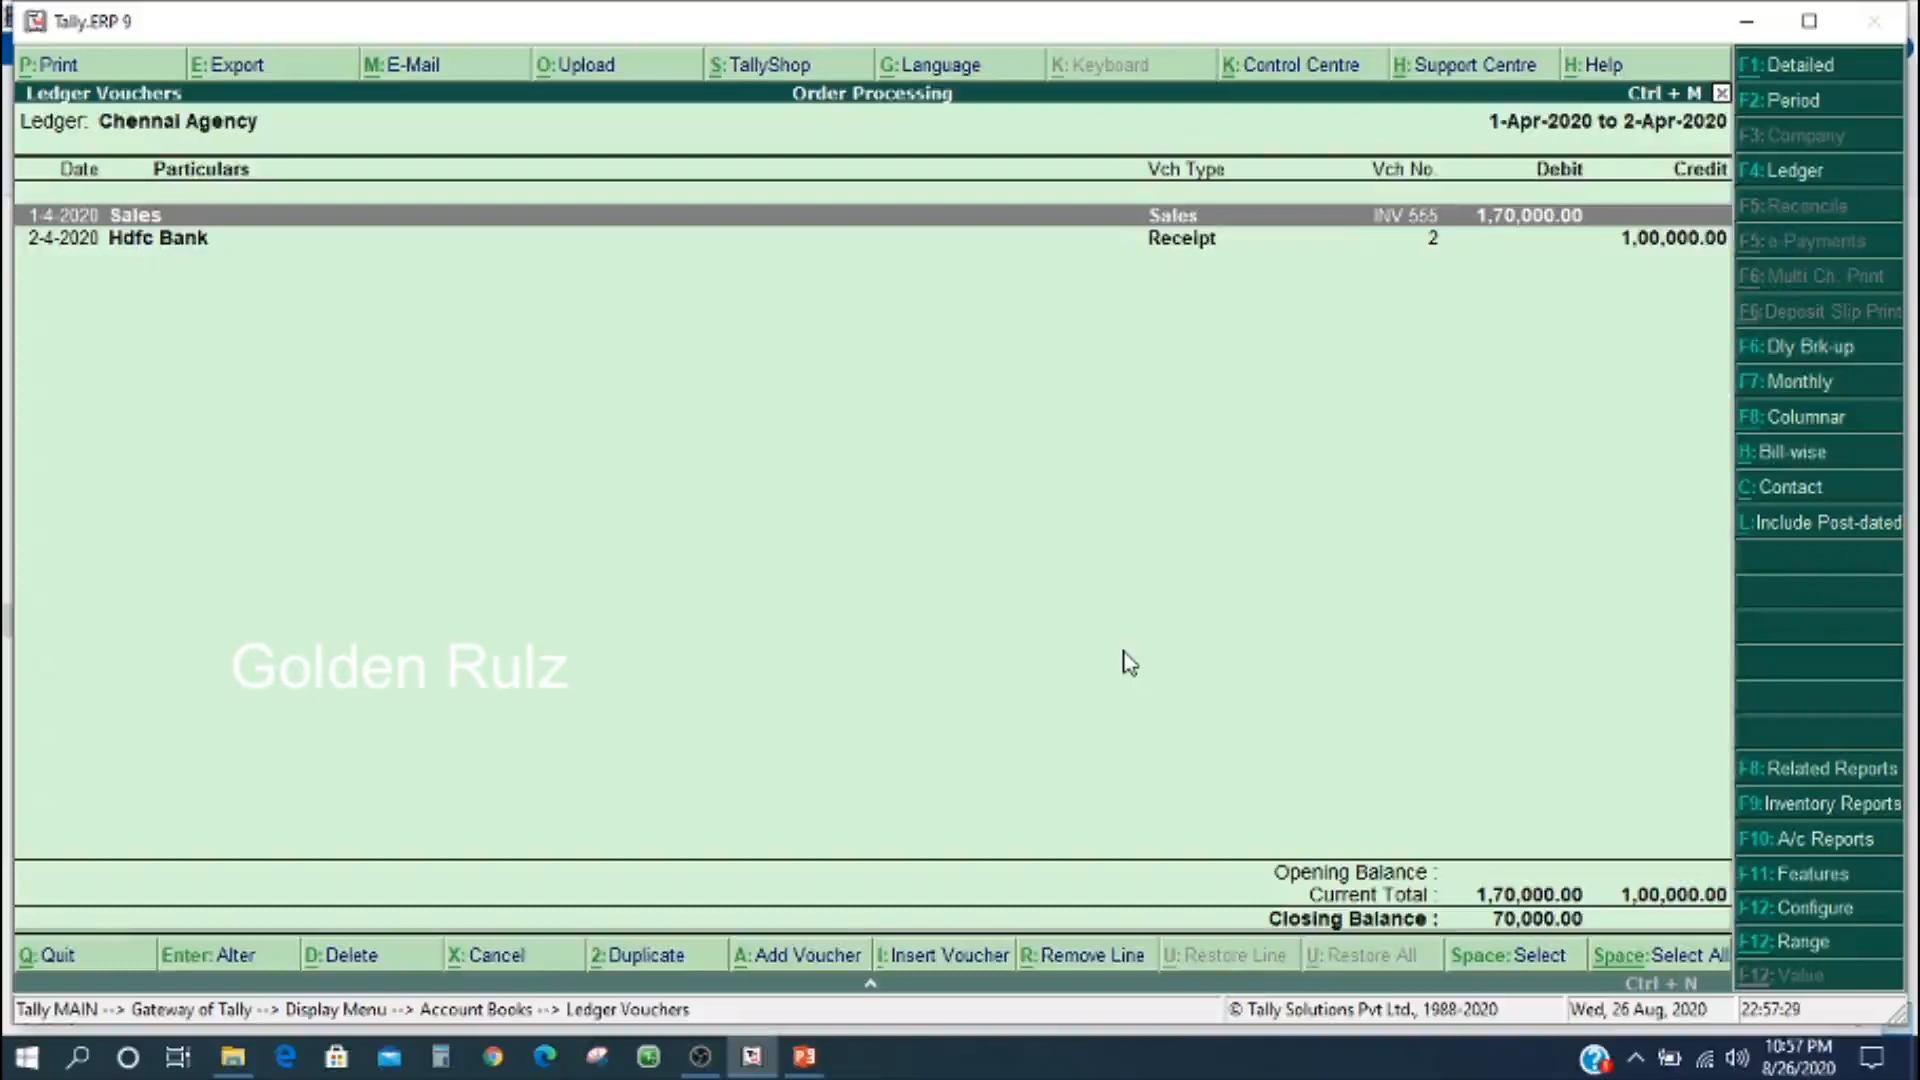 Tally.ERP 9
P: Print E: Export M: E-Mail O: Upload S: TallyShop G: Language K: Keyboard K: Control Centre H: Support Centre H: Help
Ledger Vouchers Order Processing Ctrl + M
Ledger: Chennai Agency 1-Apr-2020 to 2-Apr-2020
Date Particulars Vch Type Vch No. Debit Credit
1-4-2020 Sales Sales INV 555 1,70,000.00
2-4-2020 Hdfc Bank Receipt 2 1,00,000.00
Golden Rulz
Opening Balance :
Current Total : 1,70,000.00 1,00,000.00
Closing Balance : 70,000.00
F1: Detailed
F2: Period
F3: Company
F4: Ledger
F5: Reconcile
F5: e-Payments
F6: Multi Ch. Print
F6: Deposit Slip Print
F6: Dly Brk-up
F7: Monthly
F8: Columnar
B: Bill-wise
C: Contact
L: Include Post-dated
F8: Related Reports
F9: Inventory Reports
F10: A/c Reports
F11: Features
F12: Configure
F12: Range
F12: Value
Q: Quit Enter: Alter D: Delete X: Cancel 2: Duplicate A: Add Voucher I: Insert Voucher R: Remove Line U: Restore Line U: Restore All Space: Select Space: Select All
Ctrl + N
Tally MAIN --> Gateway of Tally --> Display Menu --> Account Books --> Ledger Vouchers © Tally Solutions Pvt Ltd., 1988-2020 Wed, 26 Aug, 2020 22:57:29
10:57 PM
8/26/2020